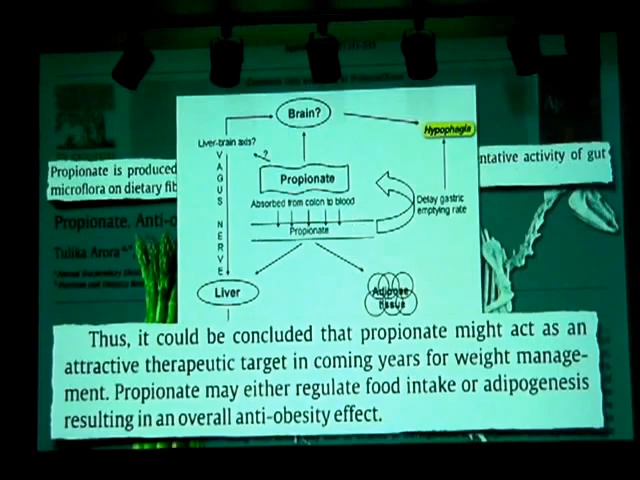 Brain?
Hypophagia
Liver-brain axis?
?
Propionate is produced
ntative activity of gut
microflora on dietary fib
Propionate
VAGUS NERVE
Absorbed from colon to blood
Delay gastric
emptying rate
Propionate. Anti-o
Propionate
Tulika Arora
Liver
Adipose
tissue
Thus, it could be concluded that propionate might act as an
attractive therapeutic target in coming years for weight manage-
ment. Propionate may either regulate food intake or adipogenesis
resulting in an overall anti-obesity effect.